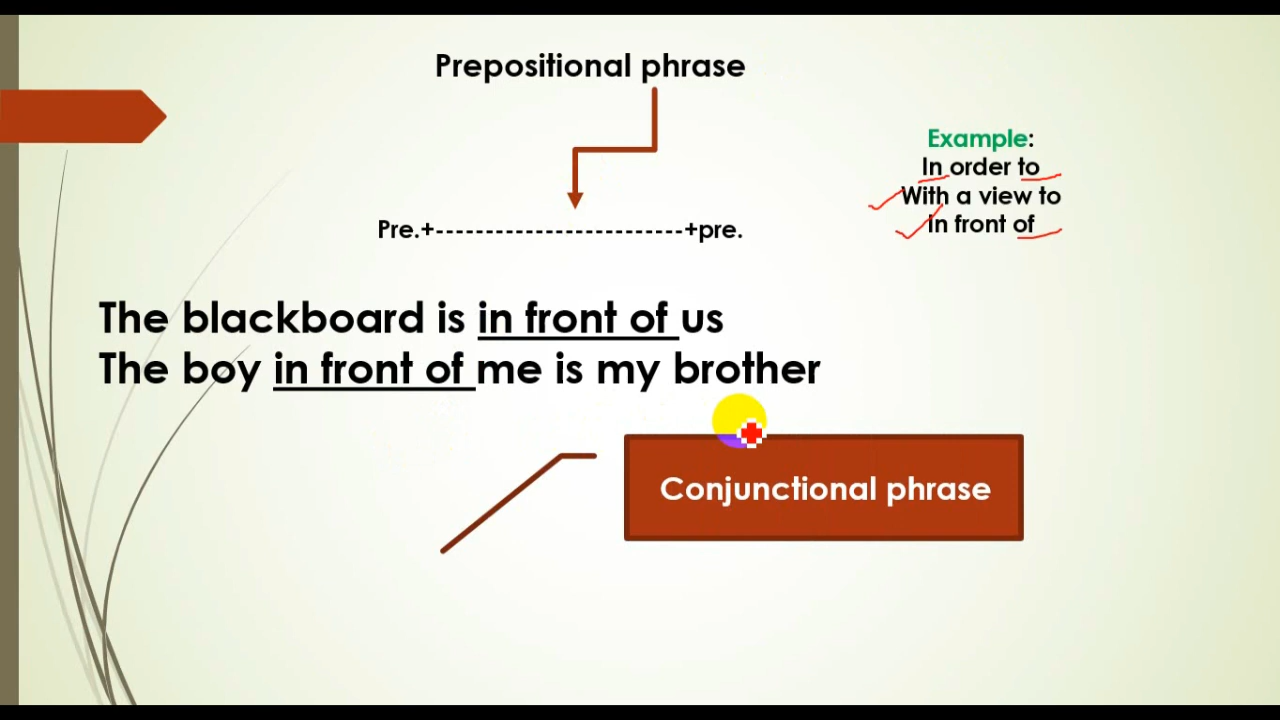 Prepositional phrase
Example:
In order to
With a view to
In front of
Pre.+-------------------------+pre.
The blackboard is in front of us
The boy in front of me is my brother
Conjunctional phrase